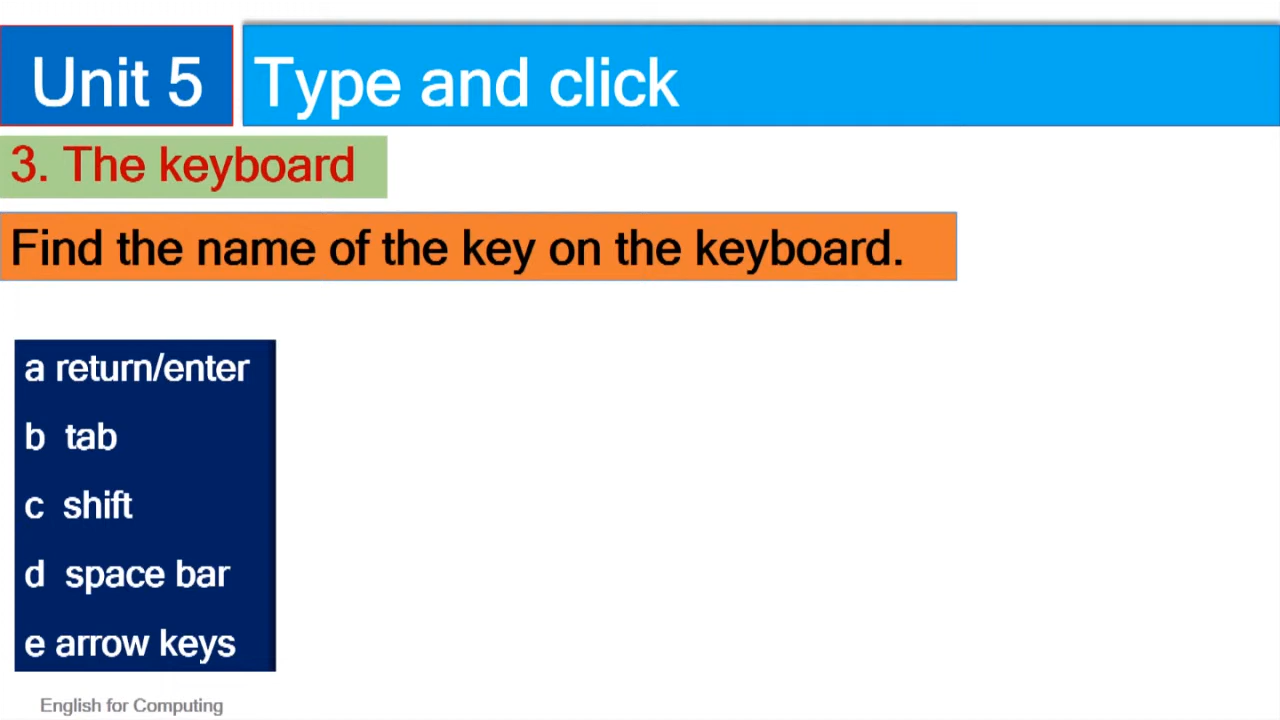 Unit 5 Type and click
3. The keyboard
Find the name of the key on the keyboard.
a return/enter
b tab
c shift
d space bar
e arrow keys
English for Computing